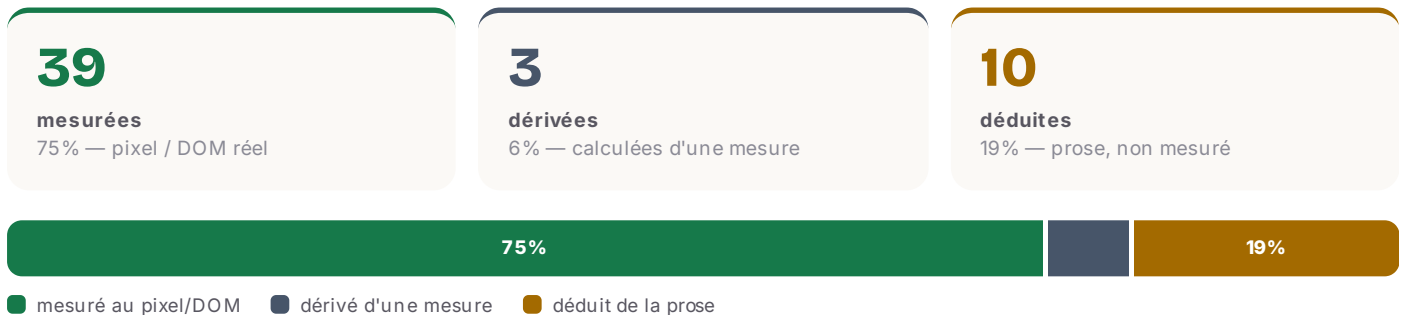 39
mesurées
75% — pixel / DOM réel
3
dérivées
6% — calculées d'une mesure
10
déduites
19% — prose, non mesuré
75%
19%
mesuré au pixel/DOM
dérivé d'une mesure
déduit de la prose